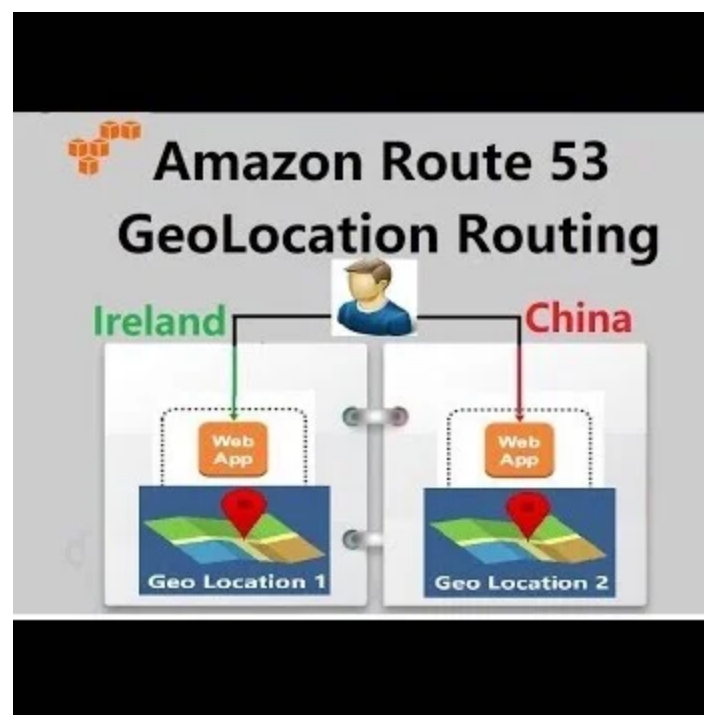 Amazon Route 53
GeoLocation Routing
Ireland
China
Web
App
Web
App
Geo Location 1
Geo Location 2